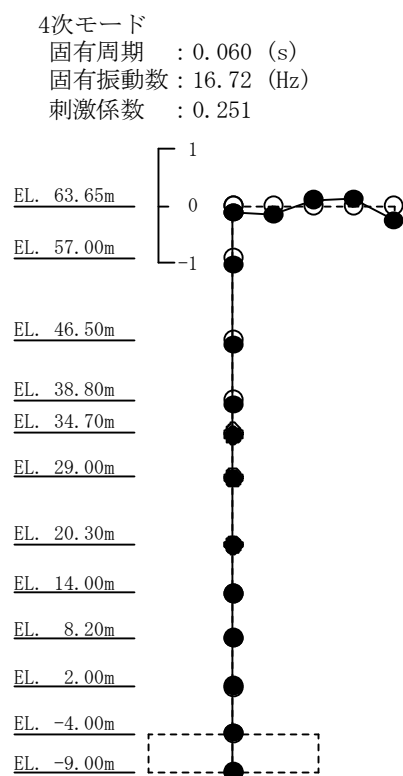 4次モード
固有周期 : 0.060 (s)
固有振動数 : 16.72 (Hz)
刺激係数 : 0.251
1
EL. 63.65m
0
EL. 57.00m
-1
EL. 46.50m
EL. 38.80m
EL. 34.70m
EL. 29.00m
EL. 20.30m
EL. 14.00m
EL. 8.20m
EL. 2.00m
EL. -4.00m
EL. -9.00m